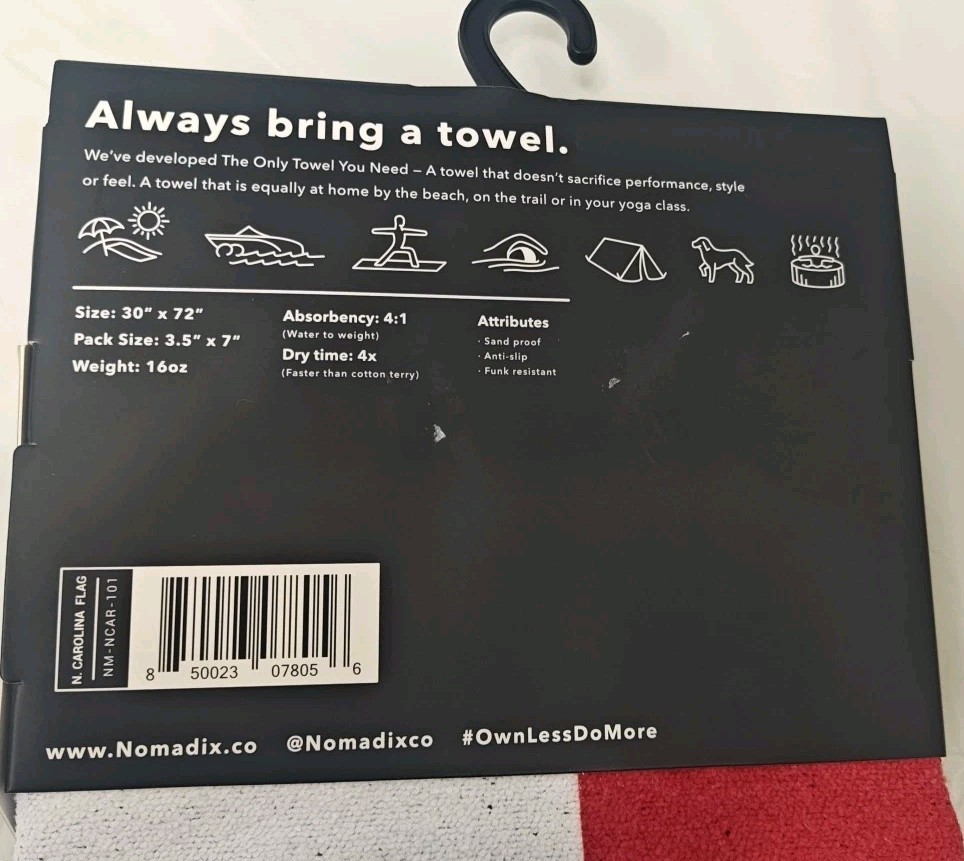 Always bring a towel.
We've developed The Only Towel You Need – A towel that doesn't sacrifice performance, style
or feel. A towel that is equally at home by the beach, on the trail or in your yoga class.
Size: 30" x 72"
Pack Size: 3.5" x 7"
Weight: 16oz
Absorbency: 4:1
(Water to weight)
Dry time: 4x
(Faster than cotton terry)
Attributes
· Sand proof
· Anti-slip
· Funk resistant
N. CAROLINA FLAG
NM-NCAR-101
8 50023 07805 6
www.Nomadix.co @Nomadixco #OwnLessDoMore